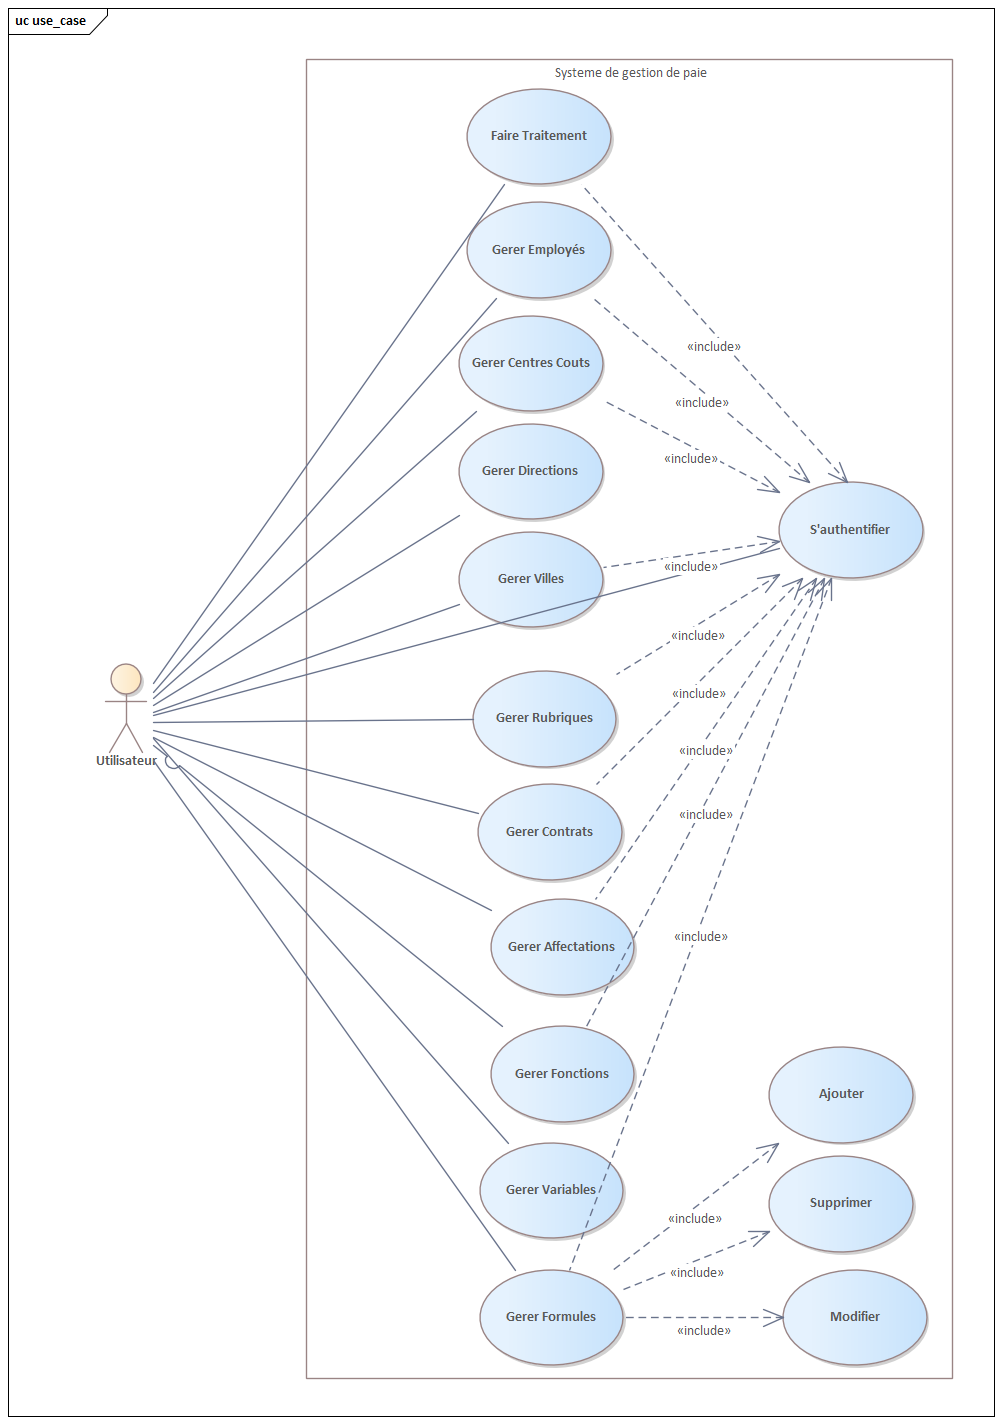 uc use_case
Systeme de gestion de paie
Faire Traitement
Gerer Employés
«include»
Gerer Centres Couts
«include»
«include»
Gerer Directions
S'authentifier
Gerer Villes
«include»
«include»
Utilisateur
Gerer Rubriques
«include»
«include»
Gerer Contrats
«include»
Gerer Affectations
«include»
Gerer Fonctions
Ajouter
Gerer Variables
Supprimer
«include»
«include»
Gerer Formules
Modifier
«include»